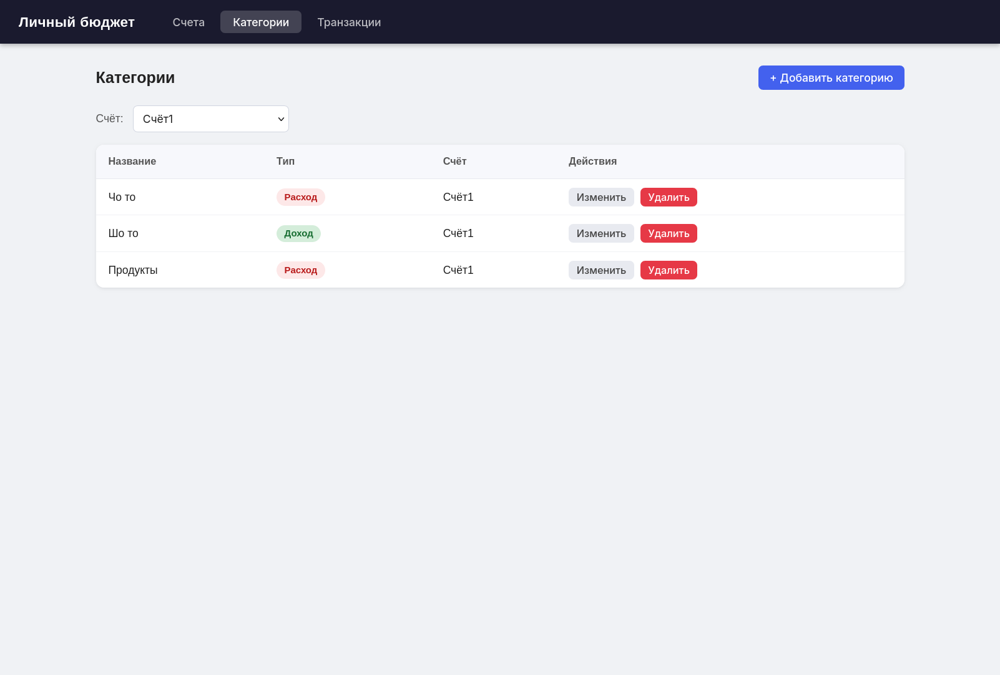 Личный бюджет Счета Категории Транзакции
Категории + Добавить категорию
Счёт: Счёт1
Название Тип Счёт Действия
Чо то Расход Счёт1 Изменить Удалить
Шо то Доход Счёт1 Изменить Удалить
Продукты Расход Счёт1 Изменить Удалить